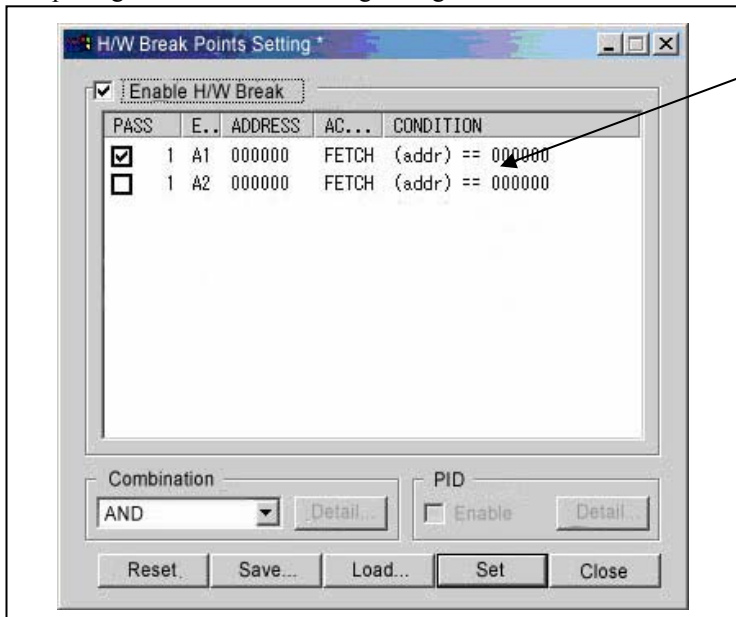 H/W Break Points Setting *
Enable H/W Break
PASS E.. ADDRESS AC... CONDITION
1 A1 000000 FETCH (addr) == 000000
1 A2 000000 FETCH (addr) == 000000
Combination
PID
AND
Detail...
Enable
Detail...
Reset
Save...
Load...
Set
Close